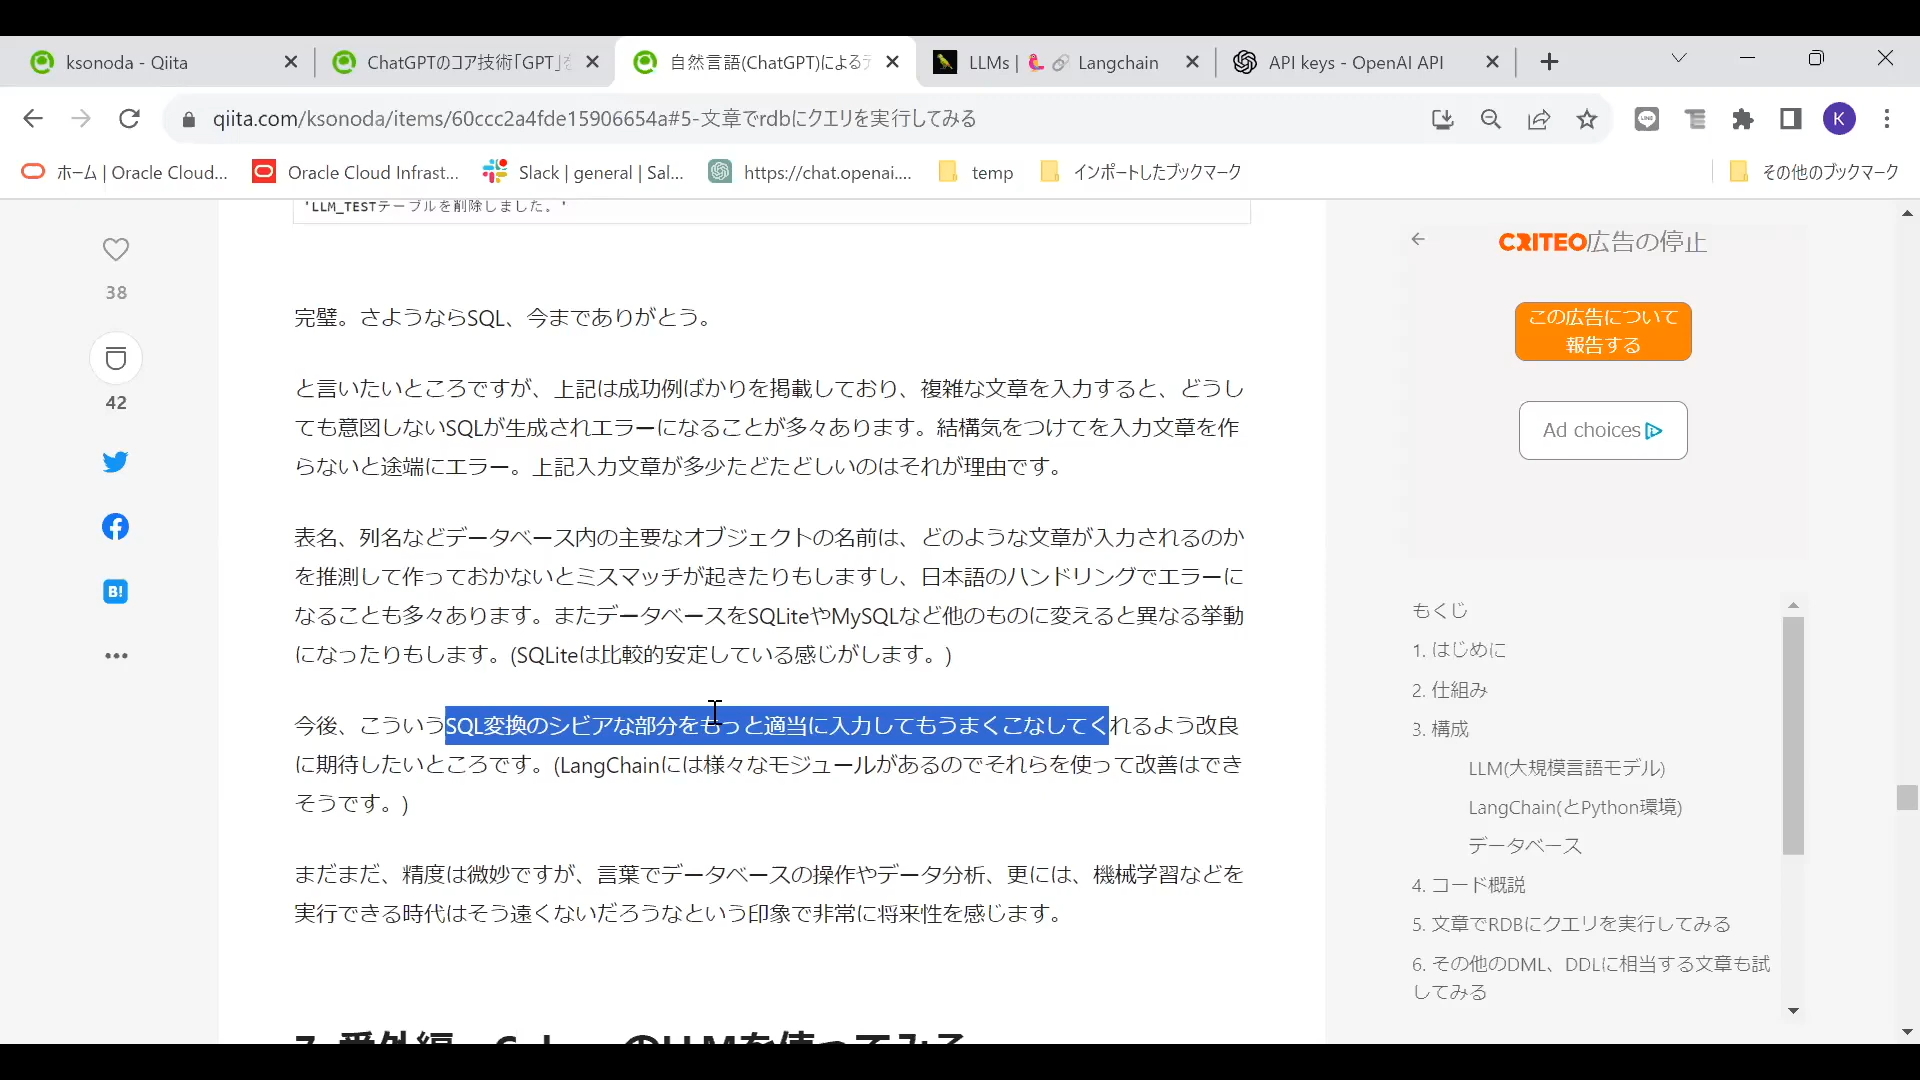 ksonoda - Qiita
ChatGPTのコア技術「GPT」を
自然言語(ChatGPT)によるデ
LLMs | Langchain
API keys - OpenAI API
qiita.com/ksonoda/items/60ccc2a4fde15906654a#5-文章でrdbにクエリを実行してみる
K
ホーム | Oracle Cloud...
Oracle Cloud Infrast...
Slack | general | Sal...
https://chat.openai....
temp
インポートしたブックマーク
その他のブックマーク
'LLM_TESTテーブルを削除しました。'
38
42
B!
完璧。さようならSQL、今までありがとう。
と言いたいところですが、上記は成功例ばかりを掲載しており、複雑な文章を入力すると、どうし
ても意図しないSQLが生成されエラーになることが多々あります。結構気をつけてを入力文章を作
らないと途端にエラー。上記入力文章が多少たどたどしいのはそれが理由です。
表名、列名などデータベース内の主要なオブジェクトの名前は、どのような文章が入力されるのか
を推測して作っておかないとミスマッチが起きたりもしますし、日本語のハンドリングでエラーに
なることも多々あります。またデータベースをSQLiteやMySQLなど他のものに変えると異なる挙動
になったりもします。(SQLiteは比較的安定している感じがします。)
今後、こういうSQL変換のシビアな部分をもっと適当に入力してもうまくこなしてくれるよう改良
に期待したいところです。(LangChainには様々なモジュールがあるのでそれらを使って改善はでき
そうです。)
まだまだ、精度は微妙ですが、言葉でデータベースの操作やデータ分析、更には、機械学習などを
実行できる時代はそう遠くないだろうなという印象で非常に将来性を感じます。
CRITEO広告の停止
この広告について
報告する
Ad choices
もくじ
1. はじめに
2. 仕組み
3. 構成
LLM(大規模言語モデル)
LangChain(とPython環境)
データベース
4. コード概説
5. 文章でRDBにクエリを実行してみる
6. その他のDML、DDLに相当する文章も試
してみる